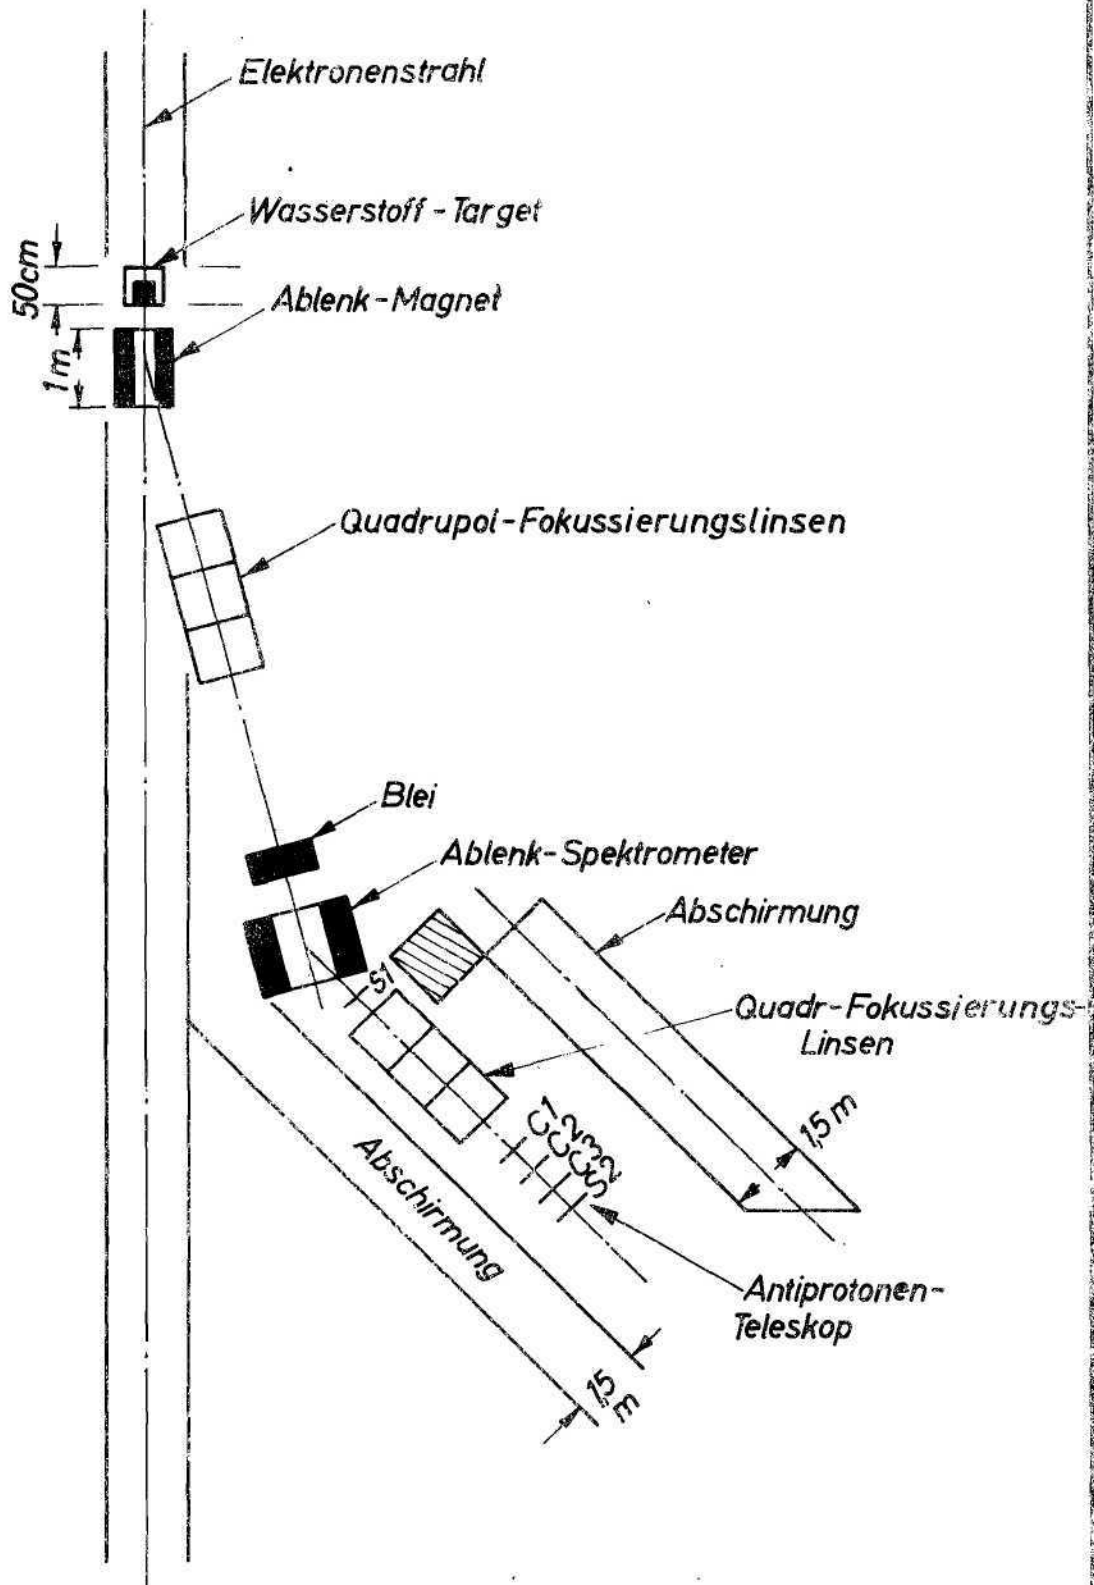 Elektronenstrahl
Wasserstoff-Target
50cm
Ablenk-Magnet
1m
Quadrupol-Fokussierungslinsen
Blei
Ablenk-Spektrometer
Abschirmung
S1
Quadr-Fokussierungs-
Linsen
C1
C2
C3
S2
1,5m
Abschirmung
Antiprotonen-
Teleskop
1,5
m